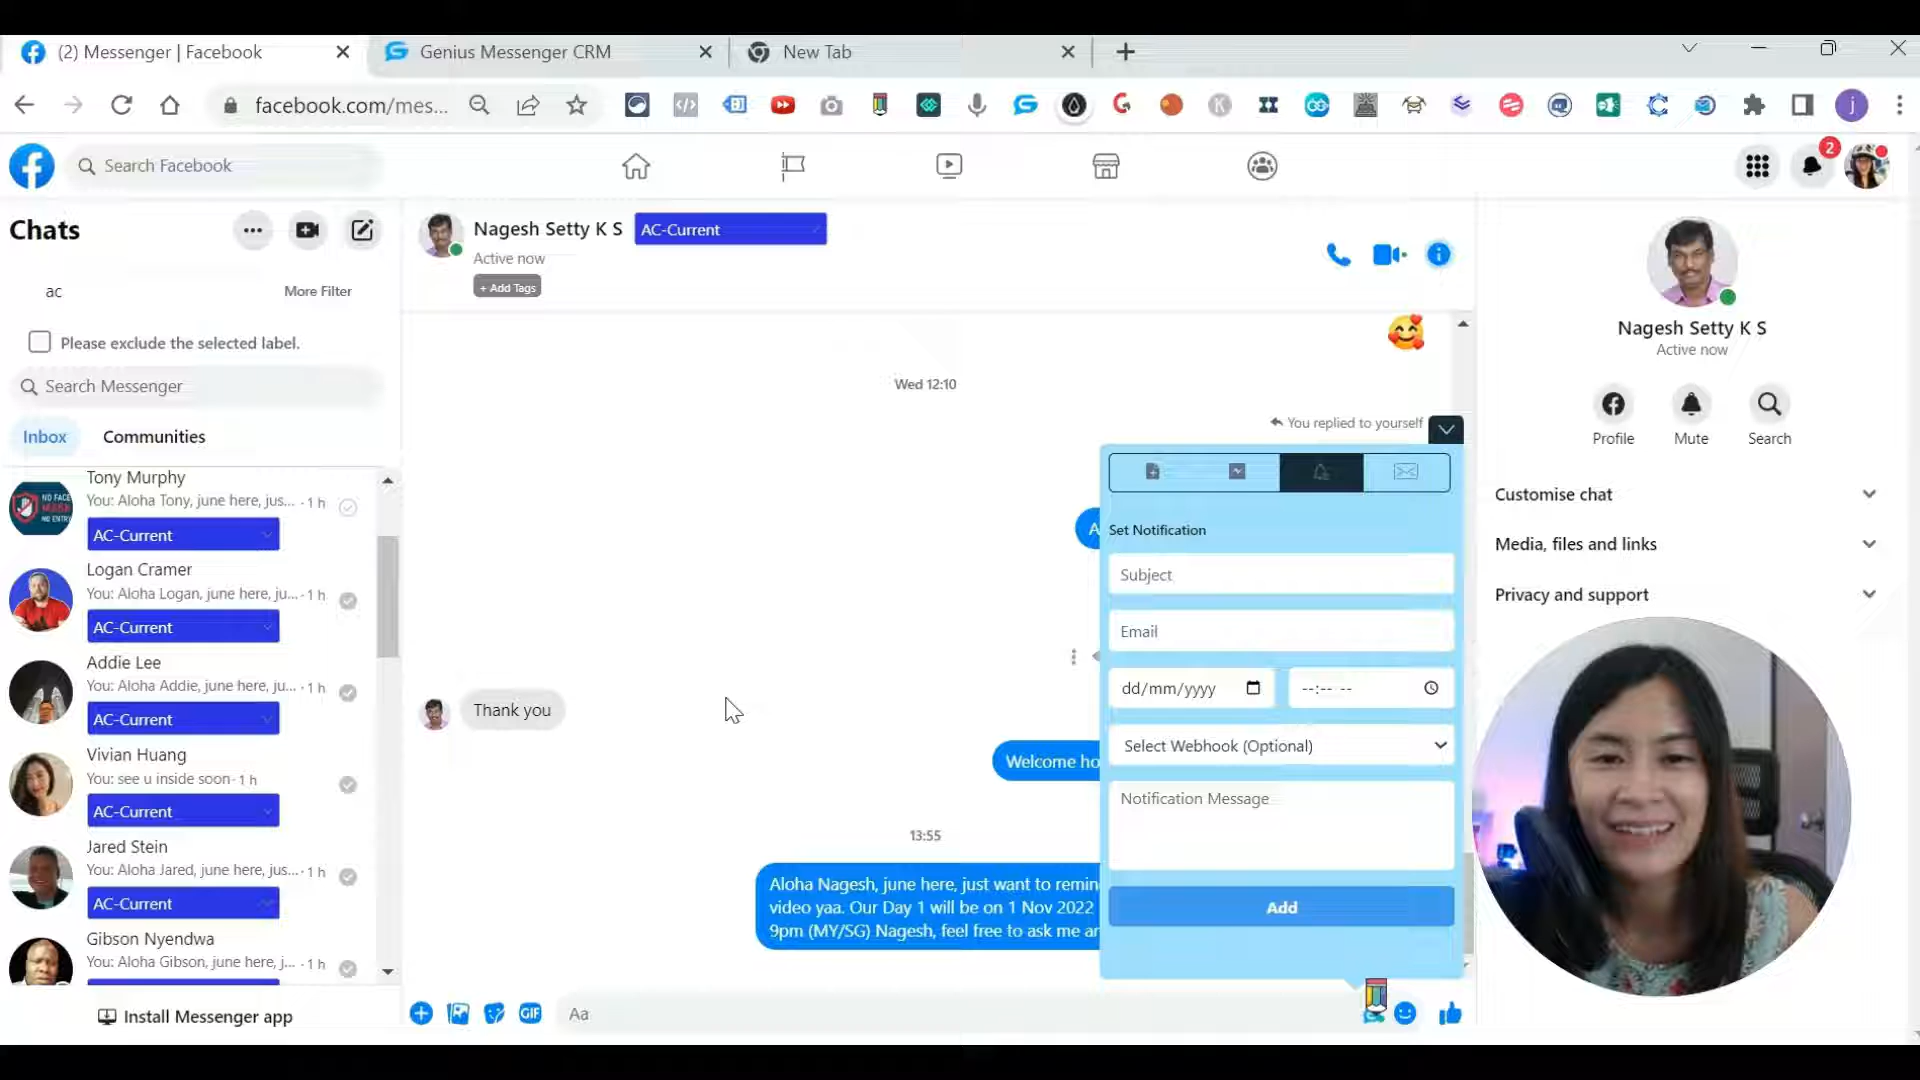 (2) Messenger | Facebook
Genius Messenger CRM
New Tab
facebook.com/mes...
j
Search Facebook
2
Chats
ac
More Filter
Please exclude the selected label.
Search Messenger
Inbox
Communities
Tony Murphy
You: Aloha Tony, june here, jus... · 1 h
AC-Current
Logan Cramer
You: Aloha Logan, june here, ju... · 1 h
AC-Current
Addie Lee
You: Aloha Addie, june here, ju... · 1 h
AC-Current
Vivian Huang
You: see u inside soon · 1 h
AC-Current
Jared Stein
You: Aloha Jared, june here, jus... · 1 h
AC-Current
Gibson Nyendwa
You: Aloha Gibson, june here, j... · 1 h
Install Messenger app
Nagesh Setty K S
AC-Current
Active now
+ Add Tags
Wed 12:10
You replied to yourself
A
Thank you
Welcome ho
13:55
Aloha Nagesh, june here, just want to remin
video yaa. Our Day 1 will be on 1 Nov 2022
9pm (MY/SG) Nagesh, feel free to ask me an
GIF
Aa
Set Notification
Subject
Email
dd/mm/yyyy
--:-- --
Select Webhook (Optional)
Notification Message
Add
Nagesh Setty K S
Active now
Profile
Mute
Search
Customise chat
Media, files and links
Privacy and support